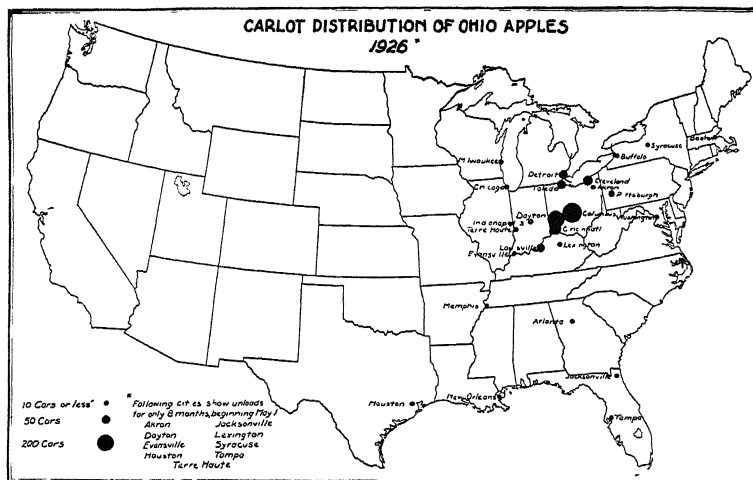 CARLOT DISTRIBUTION OF OHIO APPLES
1926*
Boston
Syracuse
Buffalo
Milwaukee
Detroit
Cleveland
Chicago
Toledo
Akron
Pittsburgh
Dayton
Columbus
Washington
Indianapolis
Terre Haute
Cincinnati
Louisville
Lexington
Evansville
Memphis
Atlanta
Jacksonville
Houston
New Orleans
Tampa
10 Cars or less
50 Cars
200 Cars
* Following cities show unloads
for only 8 months, beginning May 1
Akron Jacksonville
Dayton Lexington
Evansville Syracuse
Houston Tampa
Terre Haute